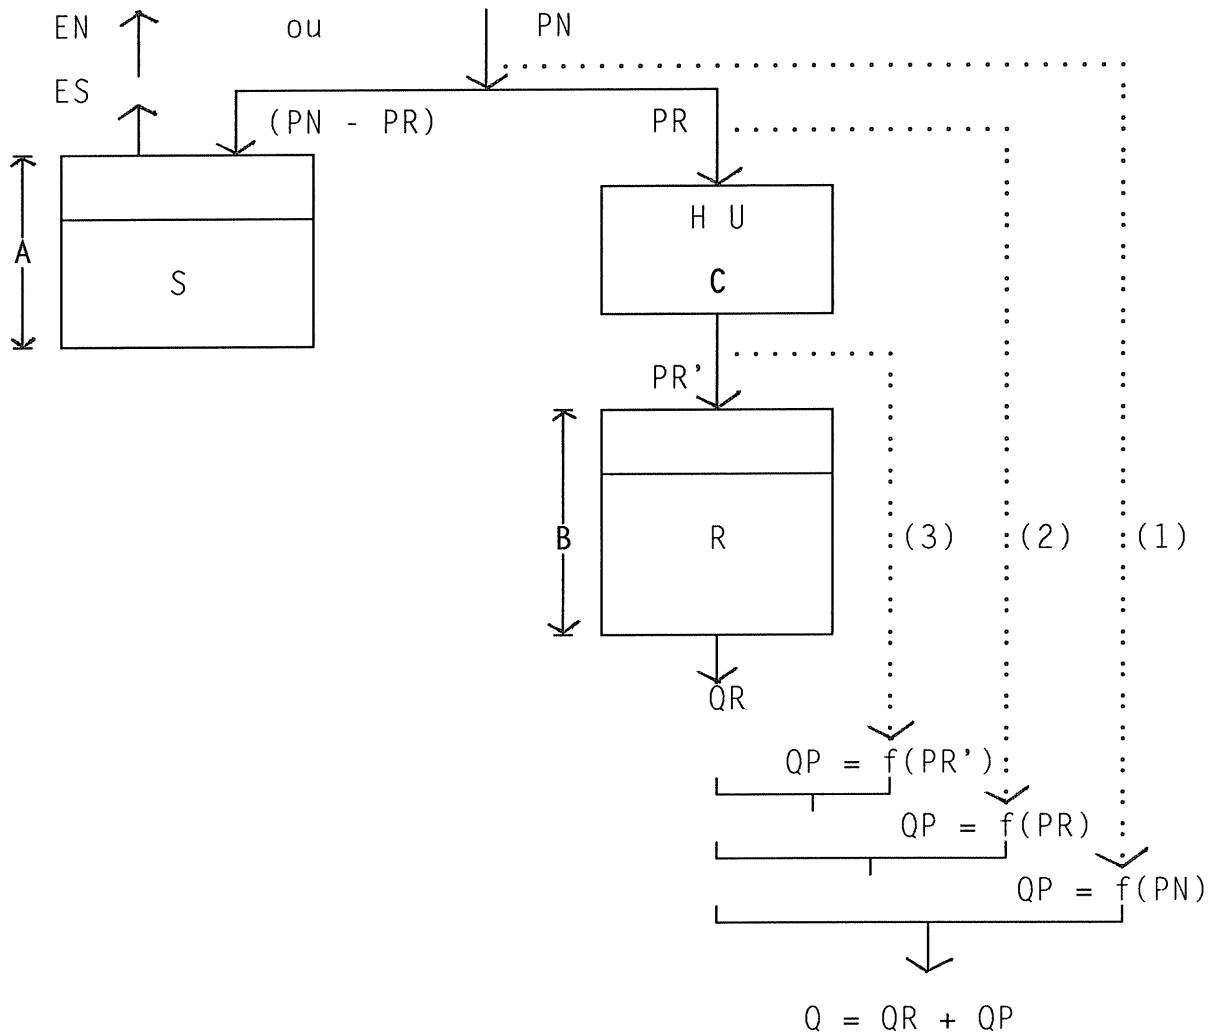 EN ou PN
ES
(PN - PR) PR
H U
A
S C
PR'
B R (3) (2) (1)
QR
QP = f(PR')
QP = f(PR)
QP = f(PN)
Q = QR + QP